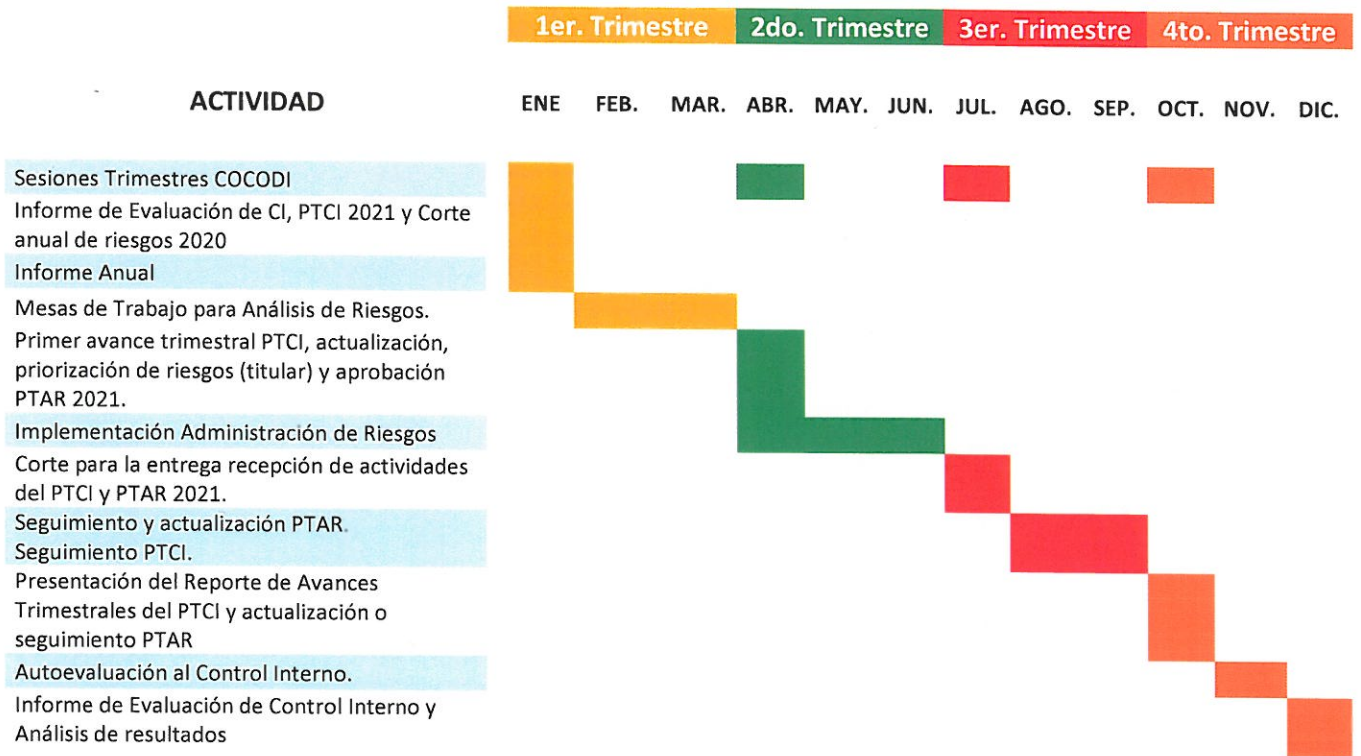 1er. Trimestre 2do. Trimestre 3er. Trimestre 4to. Trimestre
ACTIVIDAD ENE FEB. MAR. ABR. MAY. JUN. JUL. AGO. SEP. OCT. NOV. DIC.
Sesiones Trimestres COCODI
Informe de Evaluación de CI, PTCI 2021 y Corte
anual de riesgos 2020
Informe Anual
Mesas de Trabajo para Análisis de Riesgos.
Primer avance trimestral PTCI, actualización,
priorización de riesgos (titular) y aprobación
PTAR 2021.
Implementación Administración de Riesgos
Corte para la entrega recepción de actividades
del PTCI y PTAR 2021.
Seguimiento y actualización PTAR.
Seguimiento PTCI.
Presentación del Reporte de Avances
Trimestrales del PTCI y actualización o
seguimiento PTAR
Autoevaluación al Control Interno.
Informe de Evaluación de Control Interno y
Análisis de resultados